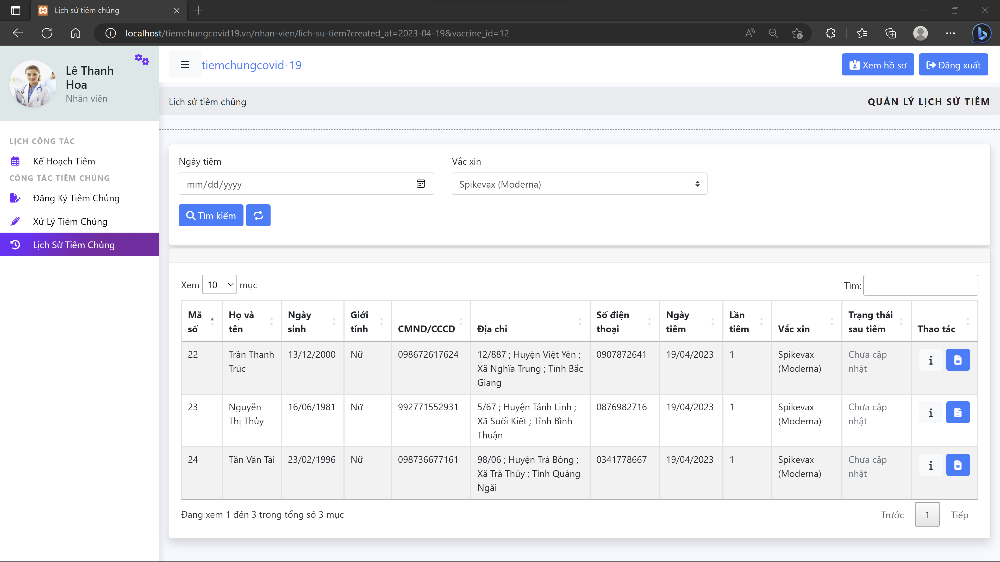 Lịch sử tiêm chủng
localhost/tiemchungcovid19.vn/nhan-vien/lich-su-tiem?created_at=2023-04-19&vaccine_id=12
Lê Thanh
Hoa
Nhân viên
LỊCH CÔNG TÁC
Kế Hoạch Tiêm
CÔNG TÁC TIÊM CHỦNG
Đăng Ký Tiêm Chủng
Xử Lý Tiêm Chủng
Lịch Sử Tiêm Chủng
tiemchungcovid-19
Xem hồ sơ
Đăng xuất
Lịch sử tiêm chủng
QUẢN LÝ LỊCH SỬ TIÊM
Ngày tiêm
Vắc xin
mm/dd/yyyy
Spikevax (Moderna)
Tìm kiếm
Xem 10 mục
Tìm:
Mã số Họ và tên Ngày sinh Giới tính CMND/CCCD Địa chỉ Số điện thoại Ngày tiêm Lần tiêm Vắc xin Trạng thái sau tiêm Thao tác
22 Trần Thanh 13/12/2000 Nữ 098672617624 12/887 ; Huyện Việt Yên ; 0907872641 19/04/2023 1 Spikevax Chưa cập
Trúc Xã Nghĩa Trung ; Tỉnh Bắc (Moderna) nhật
Giang
23 Nguyễn 16/06/1981 Nữ 992771552931 5/67 ; Huyện Tánh Linh ; 0876982716 19/04/2023 1 Spikevax Chưa cập
Thị Thủy Xã Suối Kiết ; Tỉnh Bình (Moderna) nhật
Thuận
24 Tần Văn Tài 23/02/1996 Nữ 098736677161 98/06 ; Huyện Trà Bồng ; 0341778667 19/04/2023 1 Spikevax Chưa cập
Xã Trà Thủy ; Tỉnh Quảng (Moderna) nhật
Ngãi
Đang xem 1 đến 3 trong tổng số 3 mục
Trước 1 Tiếp